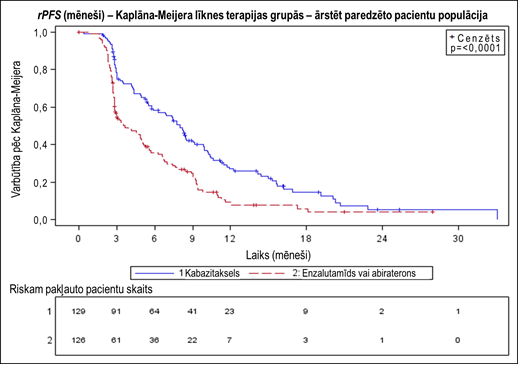 rPFS (mēneši) – Kaplāna-Meijera līknes terapijas grupās – ārstēt paredzēto pacientu populācija
+ Cenzēts
p=<0,0001
Varbūtība pēc Kaplāna-Meijera
1,0
0,8
0,6
0,4
0,2
0,0
0 3 6 9 12 18 24 30
Laiks (mēneši)
1 Kabazitaksels 2: Enzalutamīds vai abiraterons
Riskam pakļauto pacientu skaits
1 129 91 64 41 23 9 2 1
2 126 61 36 22 7 3 1 0